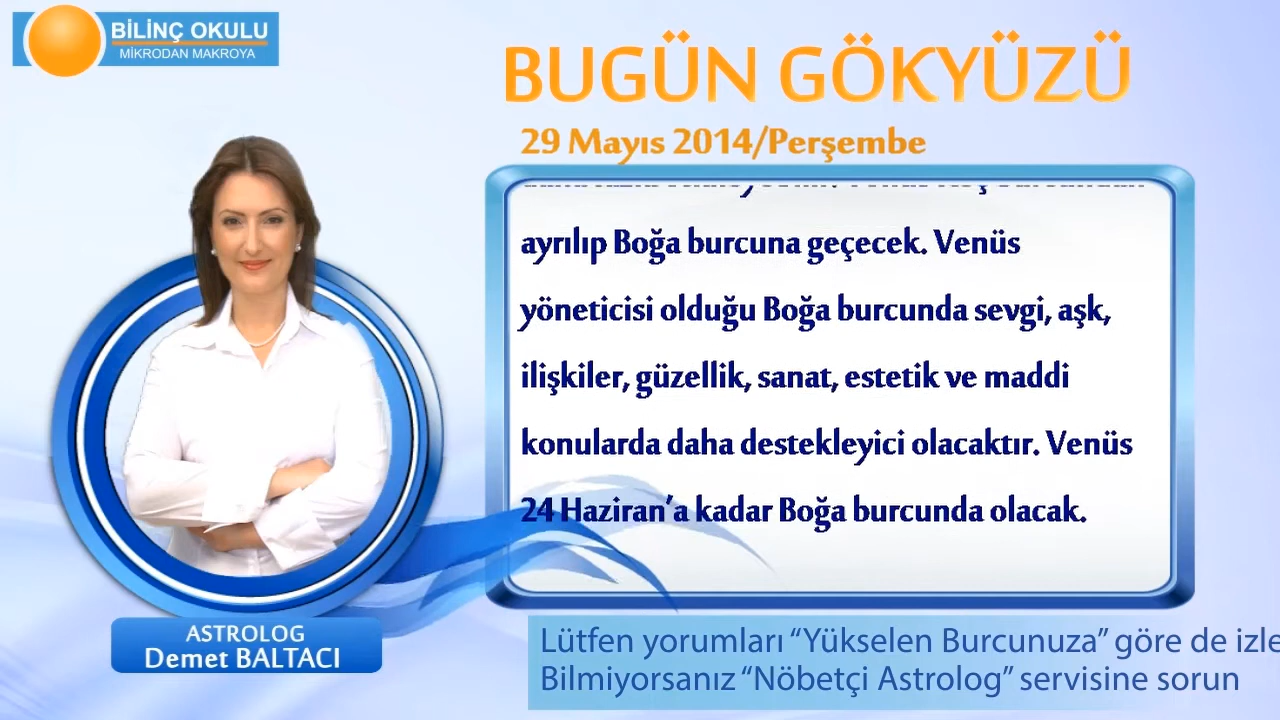 BİLİNÇ OKULU
MİKRODAN MAKROYA
BUGÜN GÖKYÜZÜ
29 Mayıs 2014/Perşembe
ayrılıp Boğa burcuna geçecek. Venüs
yöneticisi olduğu Boğa burcunda sevgi, aşk,
ilişkiler, güzellik, sanat, estetik ve maddi
konularda daha destekleyici olacaktır. Venüs
24 Haziran'a kadar Boğa burcunda olacak.
ASTROLOG
Demet BALTACI
Lütfen yorumları “Yükselen Burcunuza” göre de izle
Bilmiyorsanız “Nöbetçi Astrolog” servisine sorun